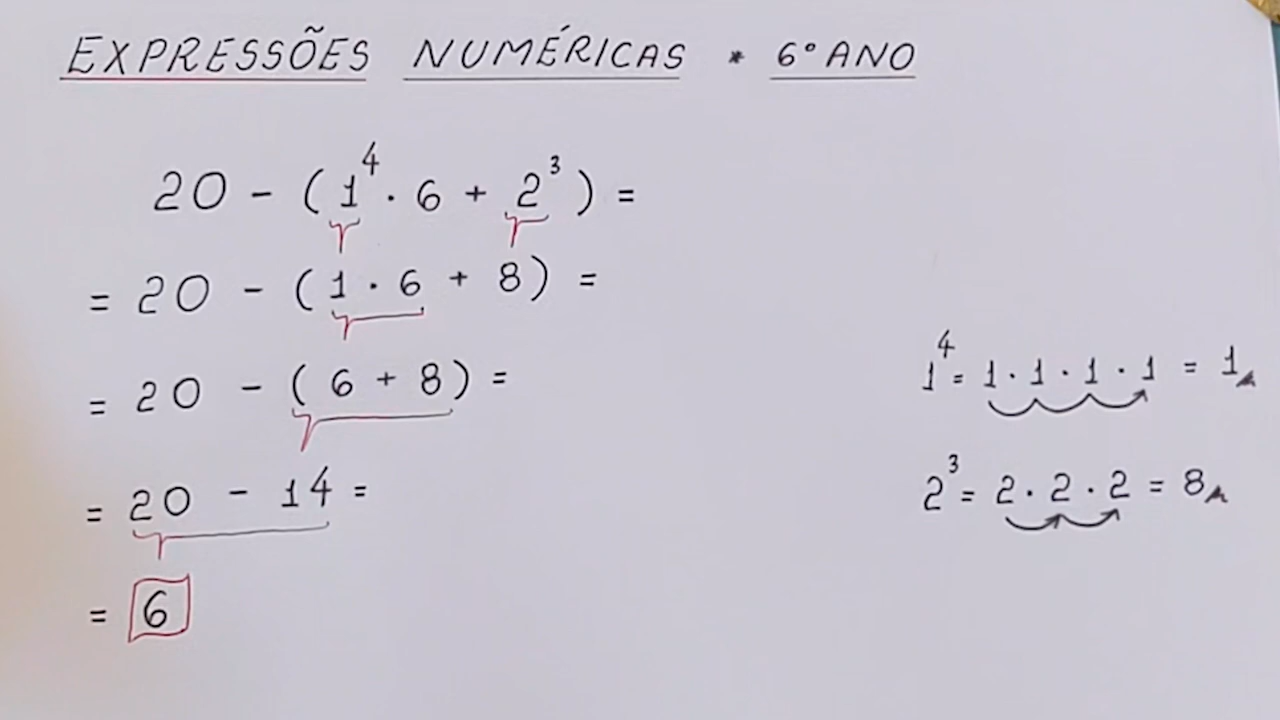 EXPRESSÕES NUMÉRICAS * 6º ANO
20 - (1⁴ · 6 + 2³) =
= 20 - (1 · 6 + 8) =
= 20 - (6 + 8) =
= 20 - 14 =
= 6
1⁴ = 1 · 1 · 1 · 1 = 1
2³ = 2 · 2 · 2 = 8